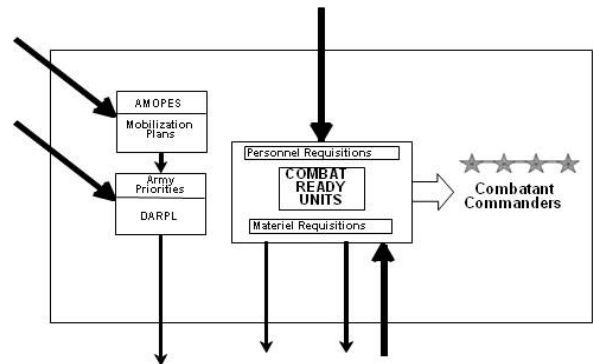 AMOPES
Mobilization
Plans
Army
Priorities
DARPL
Personnel Requisitions
COMBAT
READY
UNITS
Materiel Requisitions
Combatant
Commanders